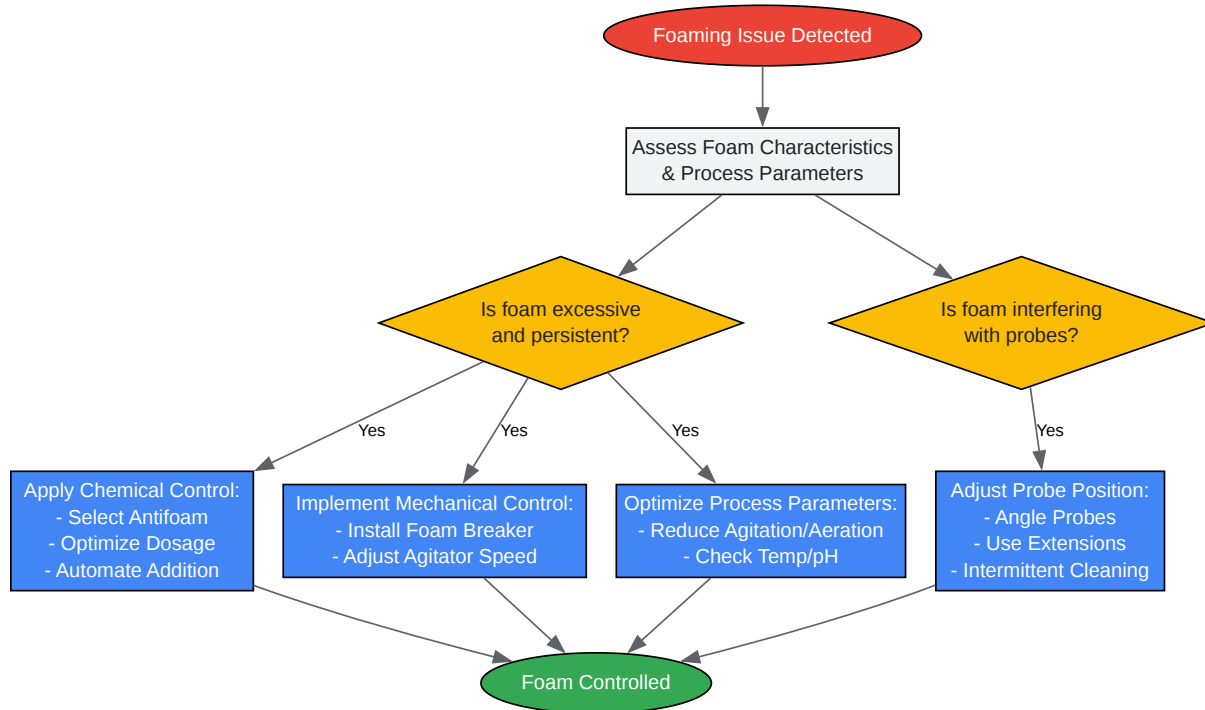 Foaming Issue Detected
Assess Foam Characteristics
& Process Parameters
Is foam excessive
and persistent?
Is foam interfering
with probes?
Yes
Yes
Yes
Yes
Apply Chemical Control:
- Select Antifoam
- Optimize Dosage
- Automate Addition
Implement Mechanical Control:
- Install Foam Breaker
- Adjust Agitator Speed
Optimize Process Parameters:
- Reduce Agitation/Aeration
- Check Temp/pH
Adjust Probe Position:
- Angle Probes
- Use Extensions
- Intermittent Cleaning
Foam Controlled